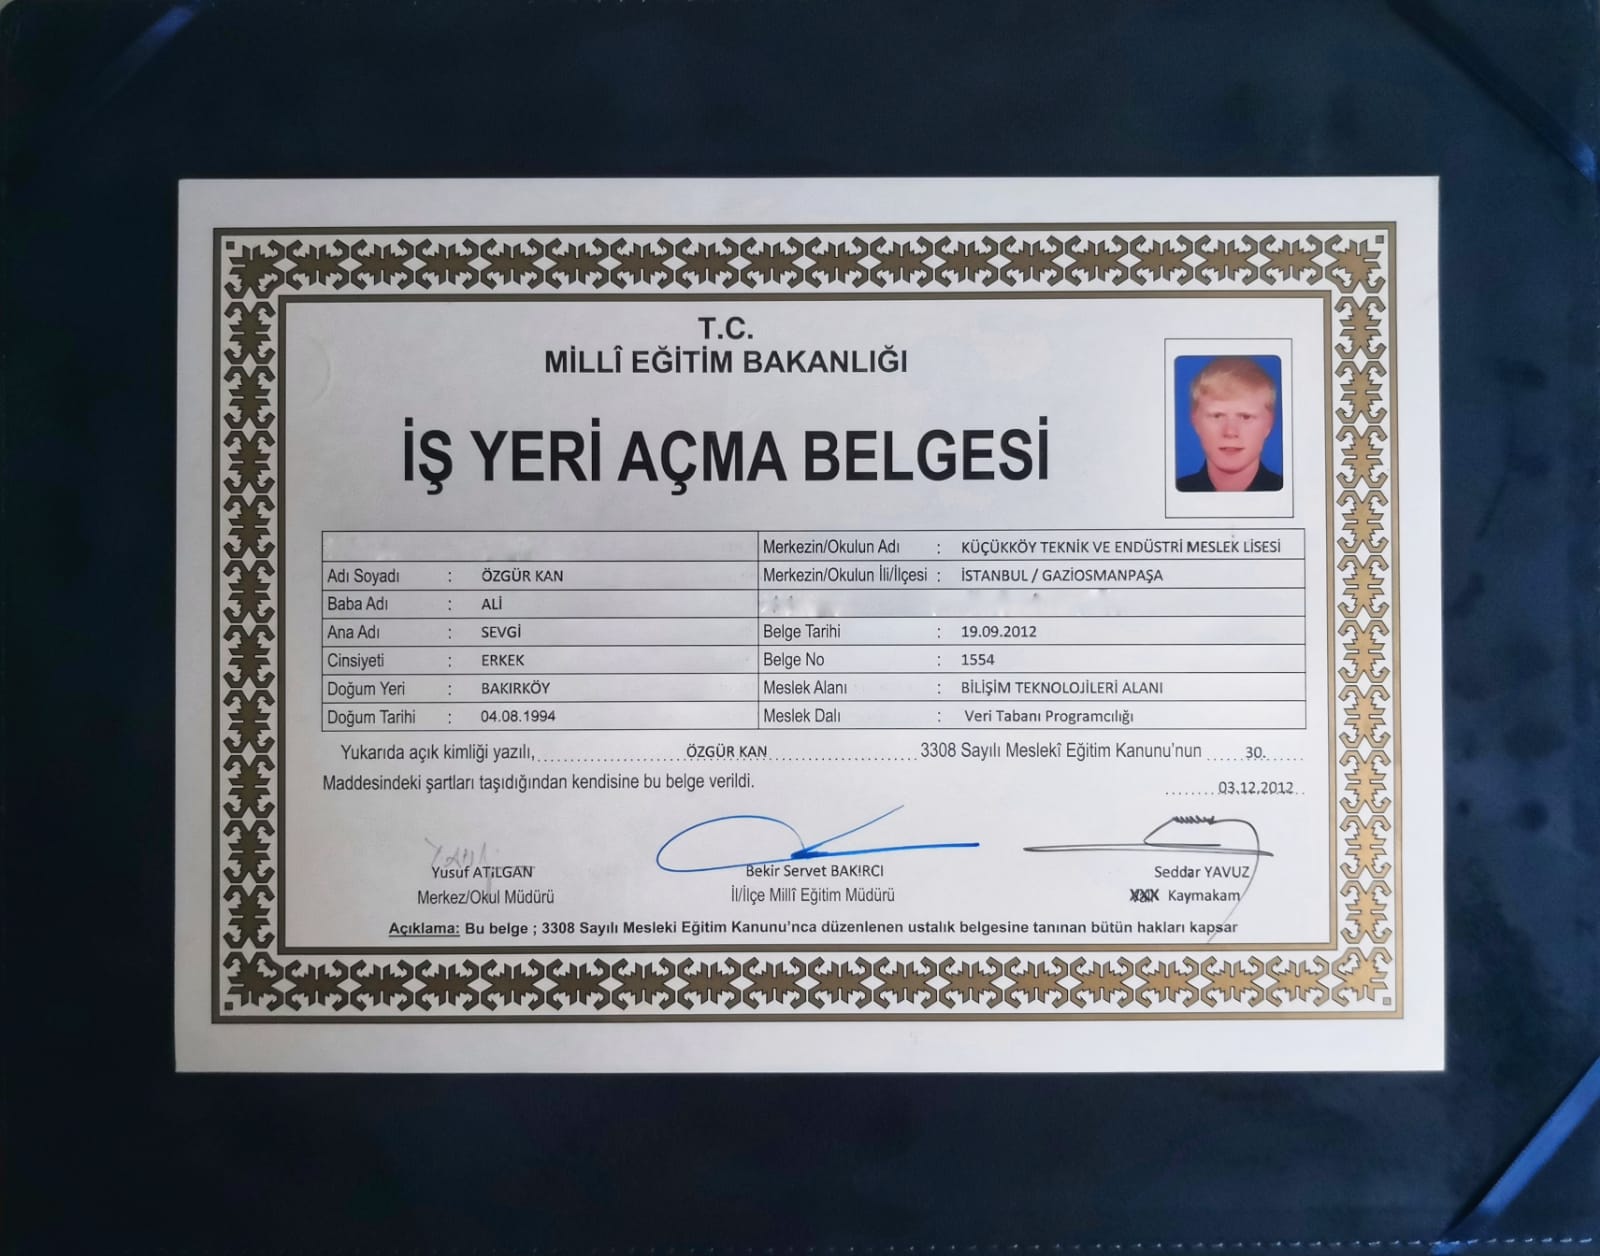 T.C.
MİLLÎ EĞİTİM BAKANLIĞI
İŞ YERİ AÇMA BELGESİ
Merkezin/Okulun Adı : KÜÇÜKKÖY TEKNİK VE ENDÜSTRİ MESLEK LİSESİ
Adı Soyadı : ÖZGÜR KAN Merkezin/Okulun İli/İlçesi : İSTANBUL / GAZİOSMANPAŞA
Baba Adı : ALİ
Ana Adı : SEVGİ Belge Tarihi : 19.09.2012
Cinsiyeti : ERKEK Belge No : 1554
Doğum Yeri : BAKIRKÖY Meslek Alanı : BİLİŞİM TEKNOLOJİLERİ ALANI
Doğum Tarihi : 04.08.1994 Meslek Dalı : Veri Tabanı Programcılığı
Yukarıda açık kimliği yazılı, ÖZGÜR KAN 3308 Sayılı Meslekî Eğitim Kanunu'nun 30.
Maddesindeki şartları taşıdığından kendisine bu belge verildi.
03.12.2012
Yusuf ATILGAN Bekir Servet BAKIRCI Seddar YAVUZ
Merkez/Okul Müdürü İl/İlçe Millî Eğitim Müdürü Kaymakam
Açıklama: Bu belge ; 3308 Sayılı Mesleki Eğitim Kanunu'nca düzenlenen ustalık belgesine tanınan bütün hakları kapsar